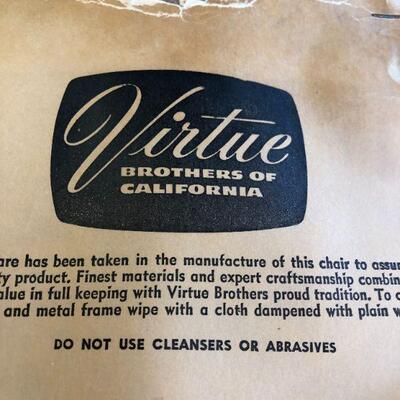 Virtue
BROTHERS OF
CALIFORNIA
are has been taken in the manufacture of this chair to assur
ty product. Finest materials and expert craftsmanship combin
alue in full keeping with Virtue Brothers proud tradition. To c
and metal frame wipe with a cloth dampened with plain w
DO NOT USE CLEANSERS OR ABRASIVES